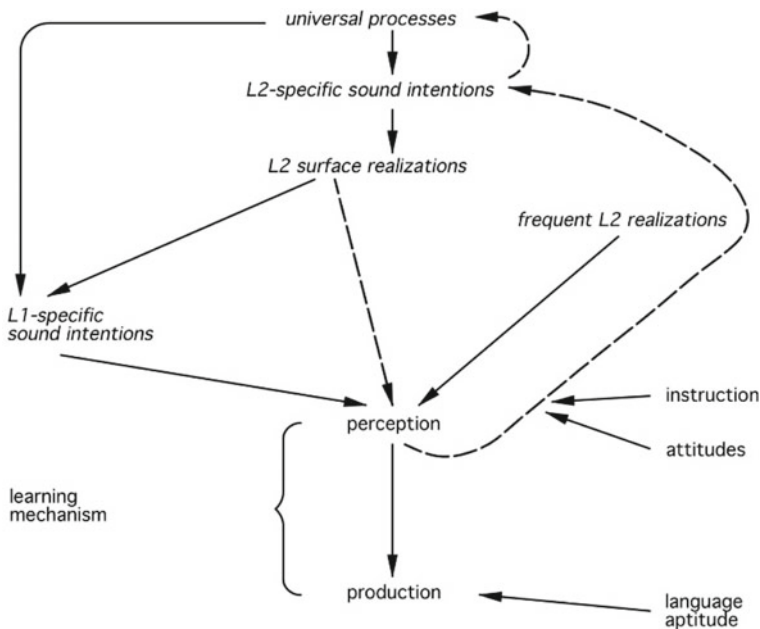 universal processes
L2-specific sound intentions
L2 surface realizations
frequent L2 realizations
L1-specific
sound intentions
instruction
perception
attitudes
learning
mechanism
production
language
aptitude